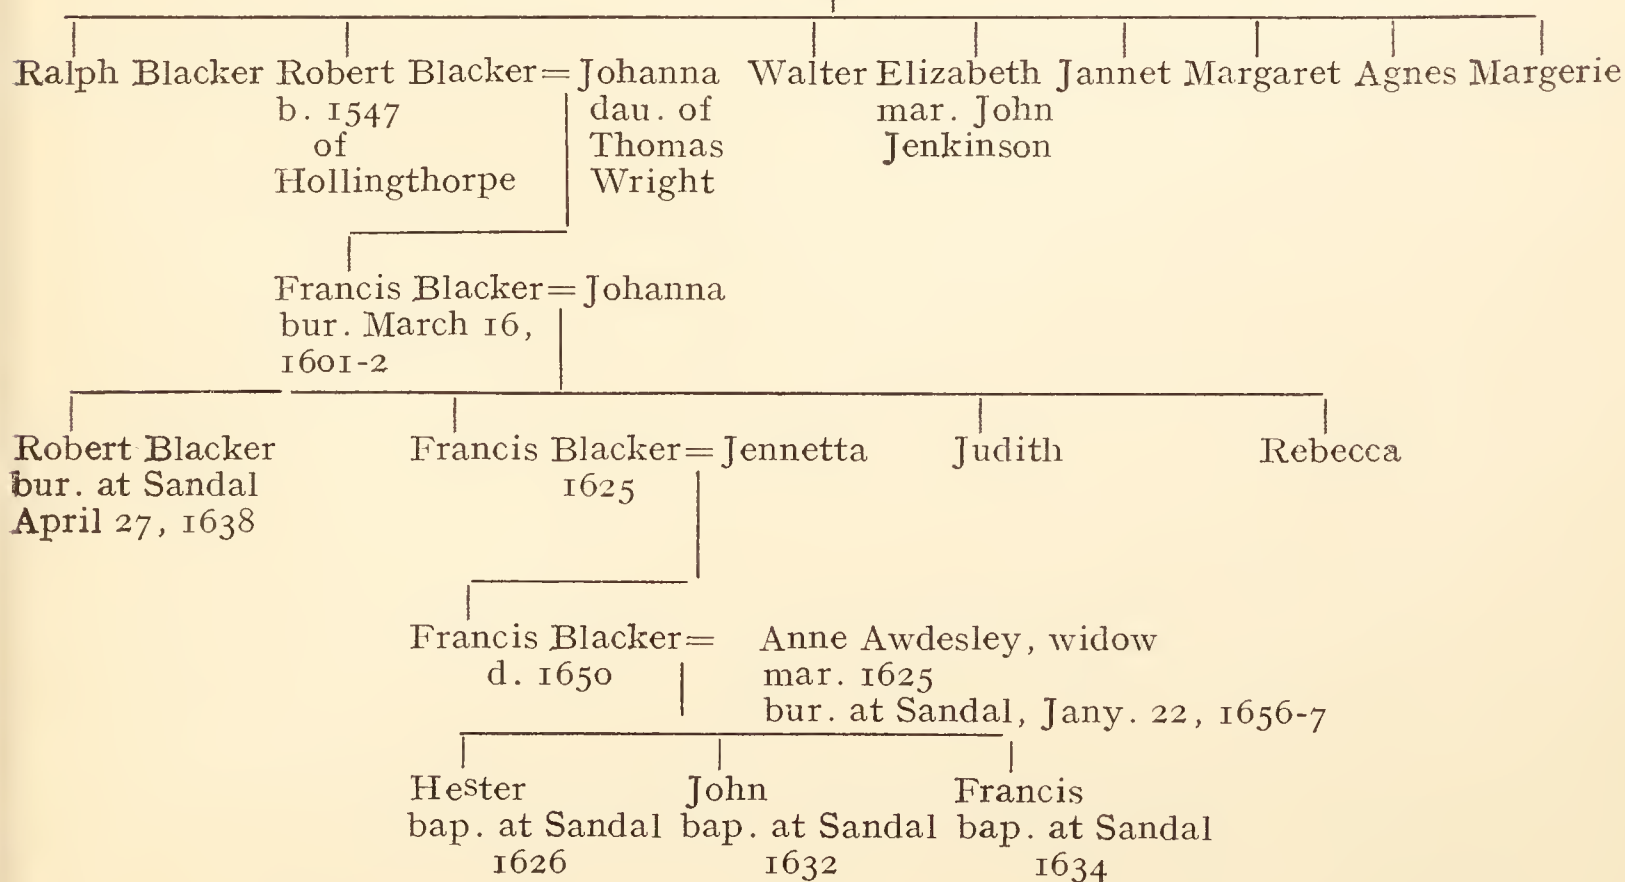 Ralph Blacker Robert Blacker=Johanna Walter Elizabeth Jannet Margaret Agnes Margerie
b. 1547 dau. of mar. John
of Thomas Jenkinson
Hollingthorpe Wright
Francis Blacker=Johanna
bur. March 16,
1601-2
Robert Blacker Francis Blacker=Jennetta Judith Rebecca
bur. at Sandal 1625
April 27, 1638
Francis Blacker= Anne Awdesley, widow
d. 1650 mar. 1625
bur. at Sandal, Jany. 22, 1656-7
Hester John Francis
bap. at Sandal bap. at Sandal bap. at Sandal
1626 1632 1634